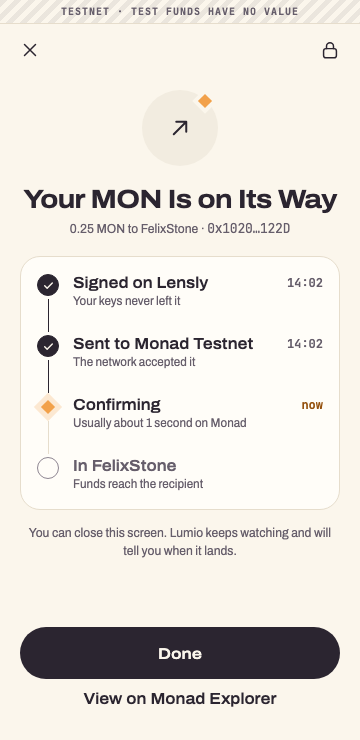 TESTNET · TEST FUNDS HAVE NO VALUE
Your MON Is on Its Way
0.25 MON to FelixStone · 0x1020…122D
Signed on Lensly 14:02
Your keys never left it
Sent to Monad Testnet 14:02
The network accepted it
Confirming now
Usually about 1 second on Monad
In FelixStone
Funds reach the recipient
You can close this screen. Lumio keeps watching and will
tell you when it lands.
Done
View on Monad Explorer